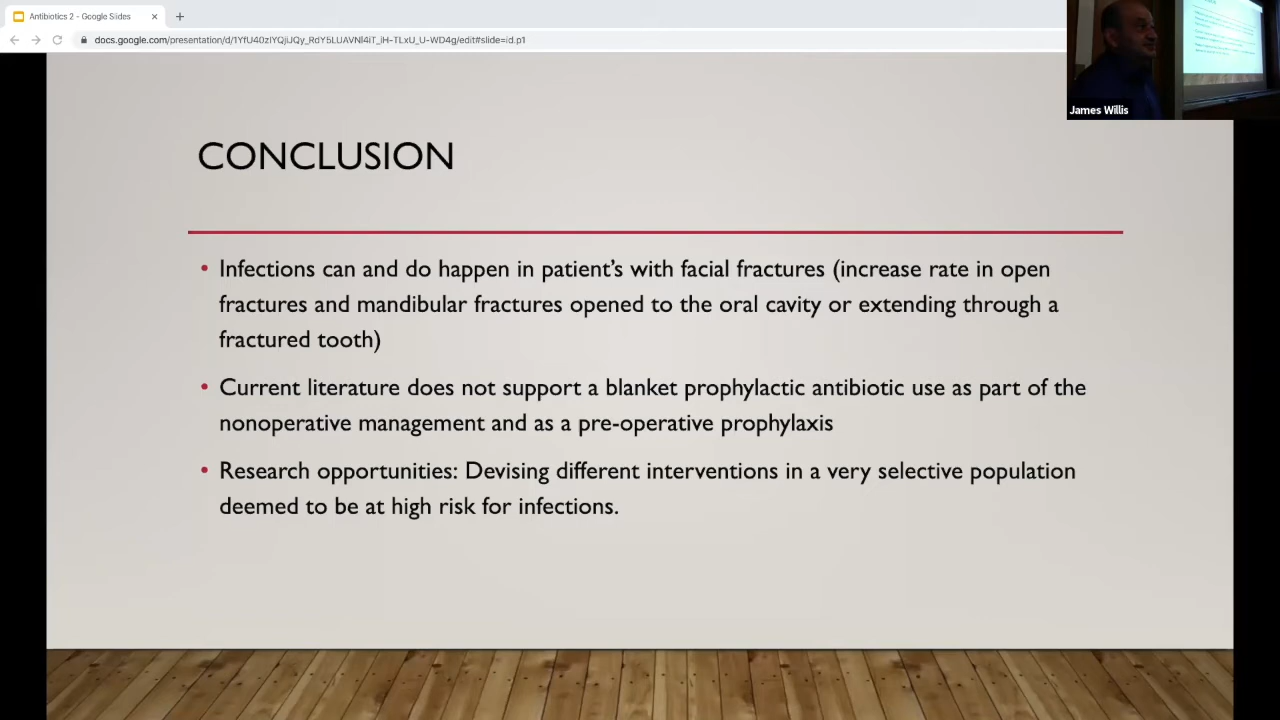 Antibiotics 2 - Google Slides
docs.google.com/presentation/d/1YfU40zIYQjiJQy_RdY5LUAVNl4iT_iH-TLxU_U-WD4g/edit#slide=id.p1
James Willis
CONCLUSION
• Infections can and do happen in patient’s with facial fractures (increase rate in open
fractures and mandibular fractures opened to the oral cavity or extending through a
fractured tooth)
• Current literature does not support a blanket prophylactic antibiotic use as part of the
nonoperative management and as a pre-operative prophylaxis
• Research opportunities: Devising different interventions in a very selective population
deemed to be at high risk for infections.